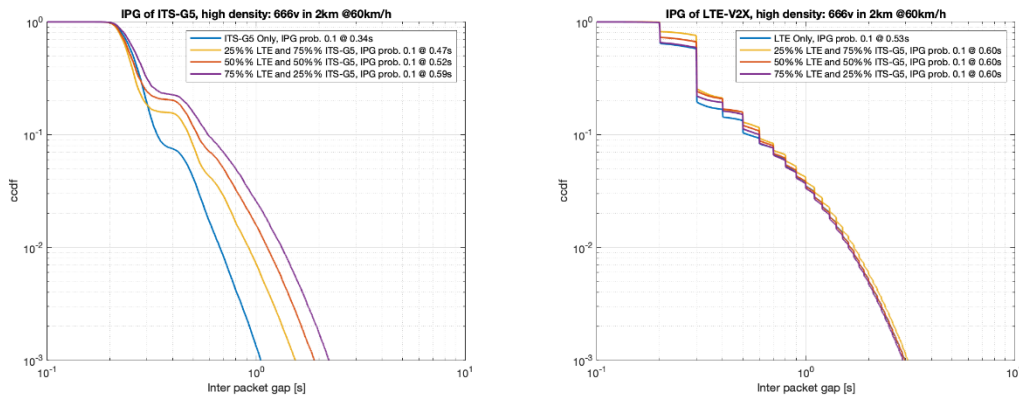 IPG of ITS-G5, high density: 666v in 2km @60km/h
ITS-G5 Only, IPG prob. 0.1 @ 0.34s
25%% LTE and 75%% ITS-G5, IPG prob. 0.1 @ 0.47s
50%% LTE and 50%% ITS-G5, IPG prob. 0.1 @ 0.52s
75%% LTE and 25%% ITS-G5, IPG prob. 0.1 @ 0.59s
ccdf
10^0
10^-1
10^-2
10^-3
10^-1 10^0 10^1
Inter packet gap [s]
IPG of LTE-V2X, high density: 666v in 2km @60km/h
LTE Only, IPG prob. 0.1 @ 0.53s
25%% LTE and 75%% ITS-G5, IPG prob. 0.1 @ 0.60s
50%% LTE and 50%% ITS-G5, IPG prob. 0.1 @ 0.60s
75%% LTE and 25%% ITS-G5, IPG prob. 0.1 @ 0.60s
ccdf
10^0
10^-1
10^-2
10^-3
10^-1 10^0 10^1
Inter packet gap [s]